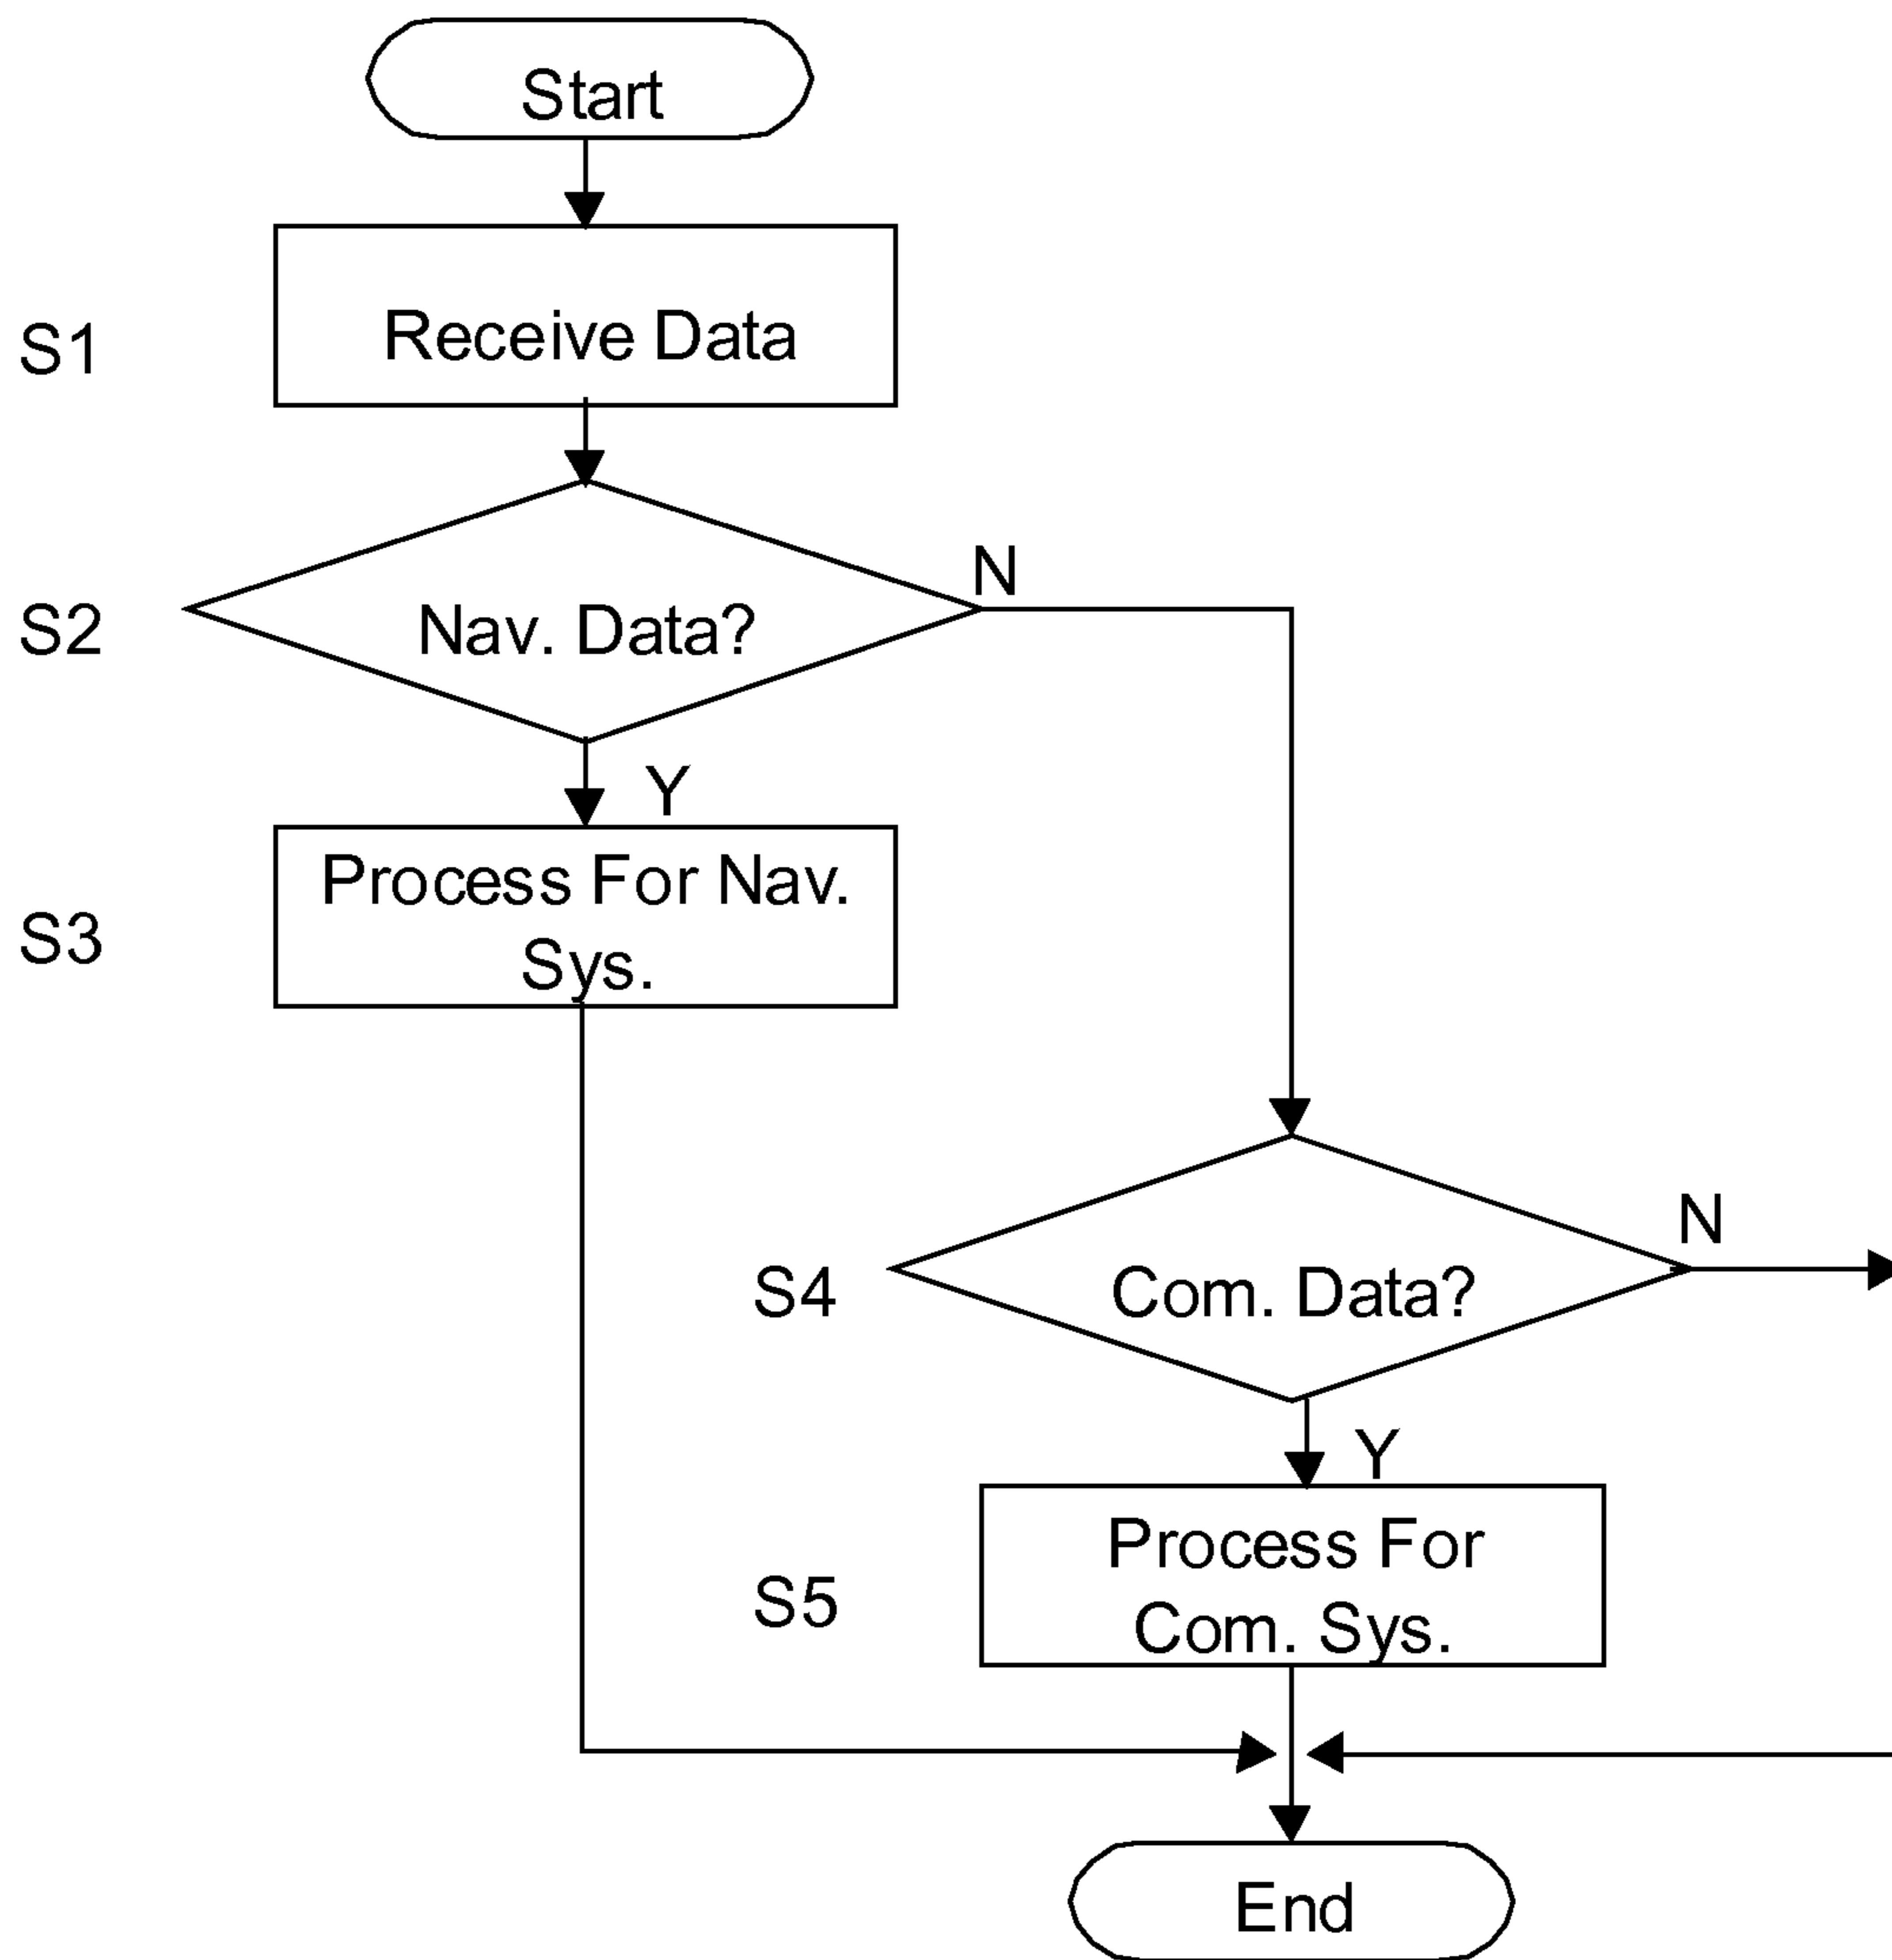 Start
S1
Receive Data
S2
Nav. Data?
N
Y
S3
Process For Nav.
Sys.
S4
Com. Data?
N
Y
S5
Process For
Com. Sys.
End